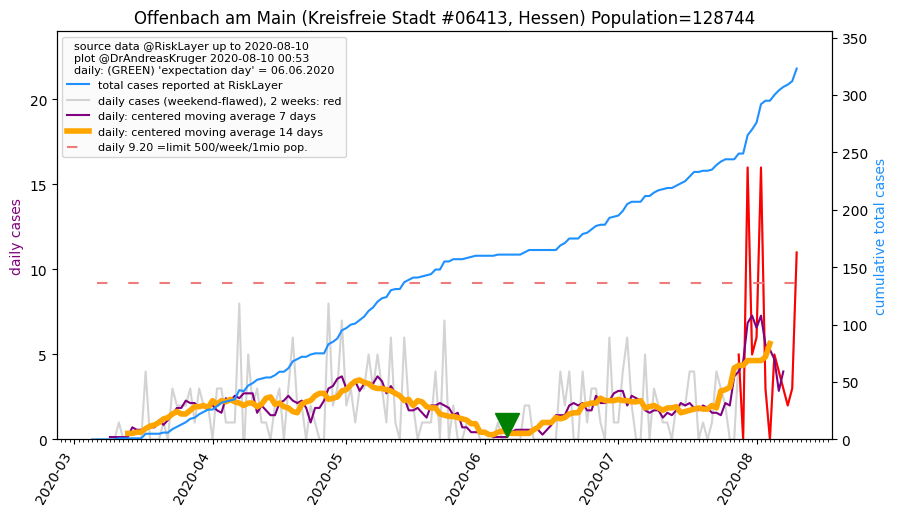 Offenbach am Main (Kreisfreie Stadt #06413, Hessen) Population=128744
source data @RiskLayer up to 2020-08-10
plot @DrAndreasKruger 2020-08-10 00:53
daily: (GREEN) 'expectation day' = 06.06.2020
total cases reported at RiskLayer
daily cases (weekend-flawed), 2 weeks: red
daily: centered moving average 7 days
daily: centered moving average 14 days
daily 9.20 =limit 500/week/1mio pop.
daily cases
0
5
10
15
20
cumulative total cases
0
50
100
150
200
250
300
350
2020-03
2020-04
2020-05
2020-06
2020-07
2020-08